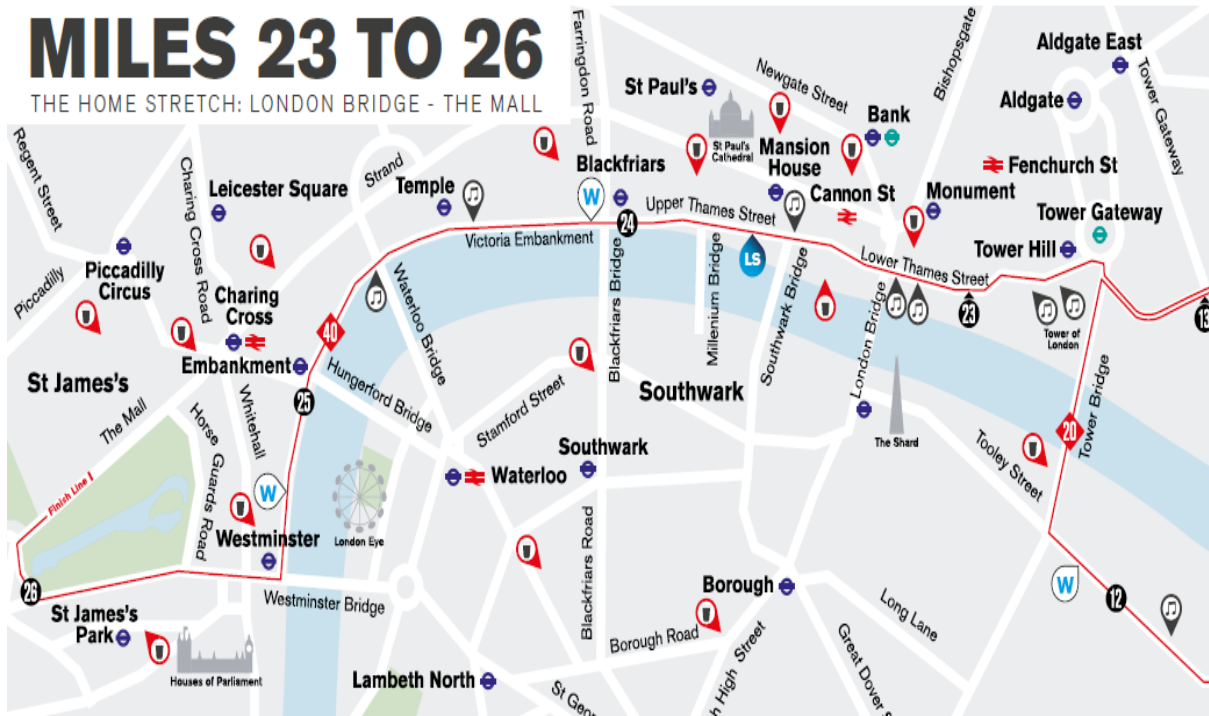 MILES 23 TO 26
THE HOME STRETCH: LONDON BRIDGE - THE MALL
Farringdon Road
St Paul's
Newgate Street
Bishopsgate
Aldgate East
Tower Gateway
Aldgate
Bank
St Paul's
Cathedral
Mansion
House
Fenchurch St
Regent Street
Charing Cross Road
Leicester Square
Strand
Temple
Blackfriars
W
Cannon St
Monument
Upper Thames Street
24
Tower Gateway
Victoria Embankment
Tower Hill
Piccadilly
Piccadilly
Circus
LS
Lower Thames Street
Charing
Cross
Waterloo Bridge
Blackfriars Bridge
Millenium Bridge
Southwark Bridge
London Bridge
23
13
Tower of
London
40
Embankment
Hungerford Bridge
St James's
25
Stamford Street
Southwark
Tower Bridge
20
The Mall
Horse Guards Road
Whitehall
The Shard
Tooley Street
Southwark
Waterloo
Finish Line
W
London Eye
Westminster
Blackfriars Road
26
Westminster Bridge
Borough
W
12
St James's
Park
Long Lane
Borough Road
Houses of Parliament
Lambeth North
St Geor
h High Street
Great Dover S